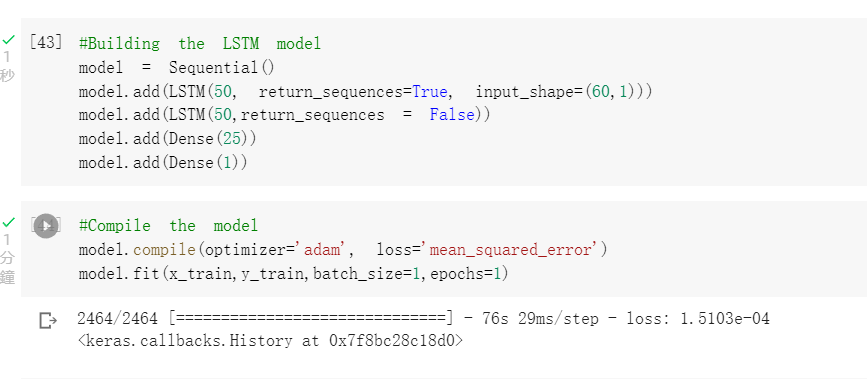 [43] #Building the LSTM model
1
秒
model = Sequential()
model.add(LSTM(50, return_sequences=True, input_shape=(60,1)))
model.add(LSTM(50,return_sequences = False))
model.add(Dense(25))
model.add(Dense(1))
#Compile the model
1
分
鐘
model.compile(optimizer='adam', loss='mean_squared_error')
model.fit(x_train,y_train,batch_size=1,epochs=1)
2464/2464 [==============================] - 76s 29ms/step - loss: 1.5103e-04
<keras.callbacks.History at 0x7f8bc28c18d0>